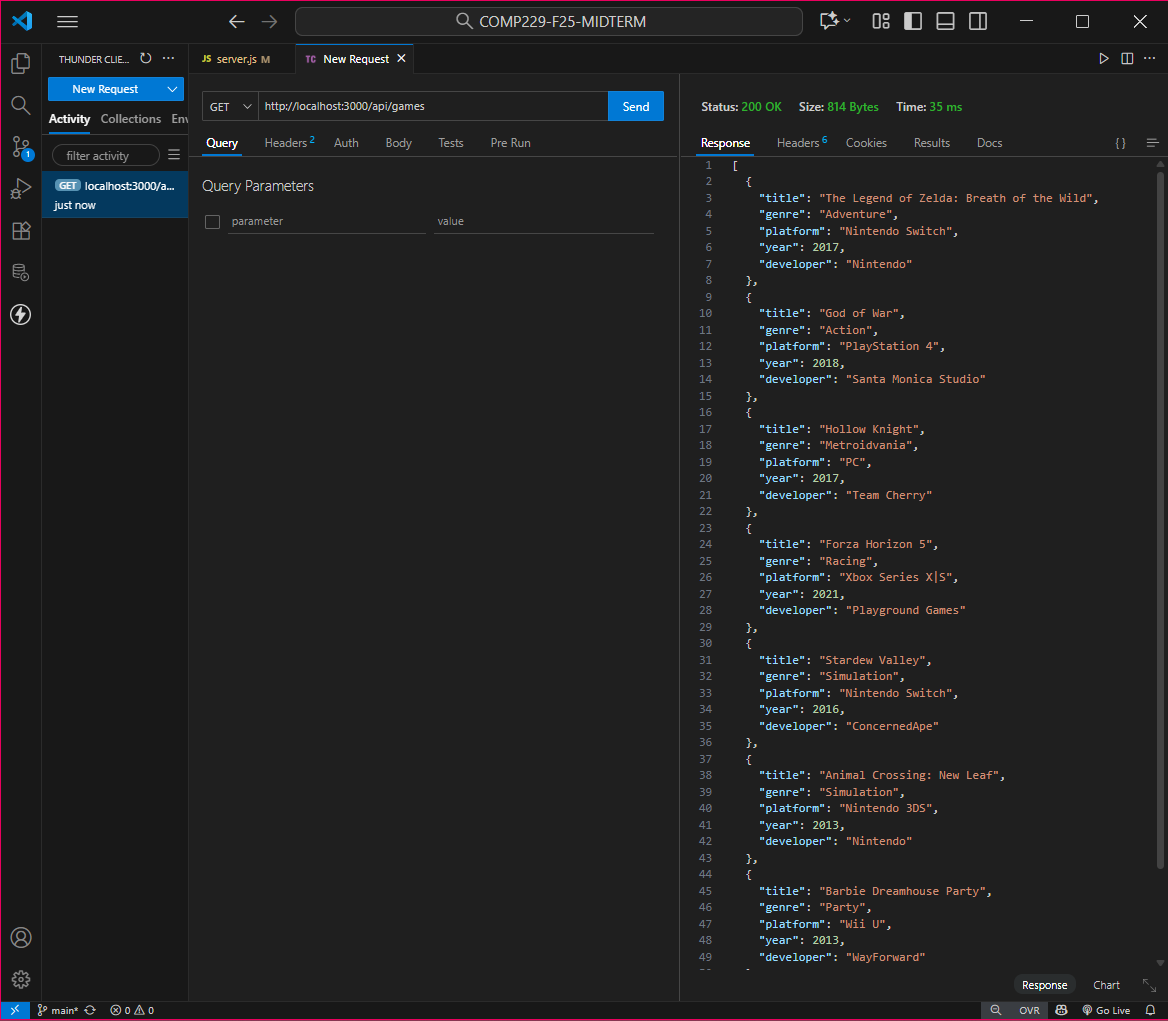 COMP229-F25-MIDTERM
THUNDER CLIE...
New Request
Activity Collections Env
filter activity
GET localhost:3000/a...
just now
JS server.js M
TC New Request
GET http://localhost:3000/api/games Send
Query Headers 2 Auth Body Tests Pre Run
Query Parameters
parameter value
Status: 200 OK Size: 814 Bytes Time: 35 ms
Response Headers 6 Cookies Results Docs {}
1 [
2 {
3 "title": "The Legend of Zelda: Breath of the Wild",
4 "genre": "Adventure",
5 "platform": "Nintendo Switch",
6 "year": 2017,
7 "developer": "Nintendo"
8 },
9 {
10 "title": "God of War",
11 "genre": "Action",
12 "platform": "PlayStation 4",
13 "year": 2018,
14 "developer": "Santa Monica Studio"
15 },
16 {
17 "title": "Hollow Knight",
18 "genre": "Metroidvania",
19 "platform": "PC",
20 "year": 2017,
21 "developer": "Team Cherry"
22 },
23 {
24 "title": "Forza Horizon 5",
25 "genre": "Racing",
26 "platform": "Xbox Series X|S",
27 "year": 2021,
28 "developer": "Playground Games"
29 },
30 {
31 "title": "Stardew Valley",
32 "genre": "Simulation",
33 "platform": "Nintendo Switch",
34 "year": 2016,
35 "developer": "ConcernedApe"
36 },
37 {
38 "title": "Animal Crossing: New Leaf",
39 "genre": "Simulation",
40 "platform": "Nintendo 3DS",
41 "year": 2013,
42 "developer": "Nintendo"
43 },
44 {
45 "title": "Barbie Dreamhouse Party",
46 "genre": "Party",
47 "platform": "Wii U",
48 "year": 2013,
49 "developer": "WayForward"
Response Chart
1
main* 0 0 OVR Go Live